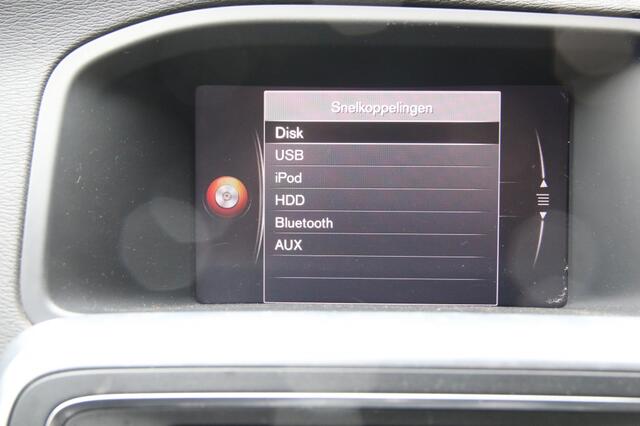 Snelkoppelingen
Disk
USB
iPod
HDD
Bluetooth
AUX